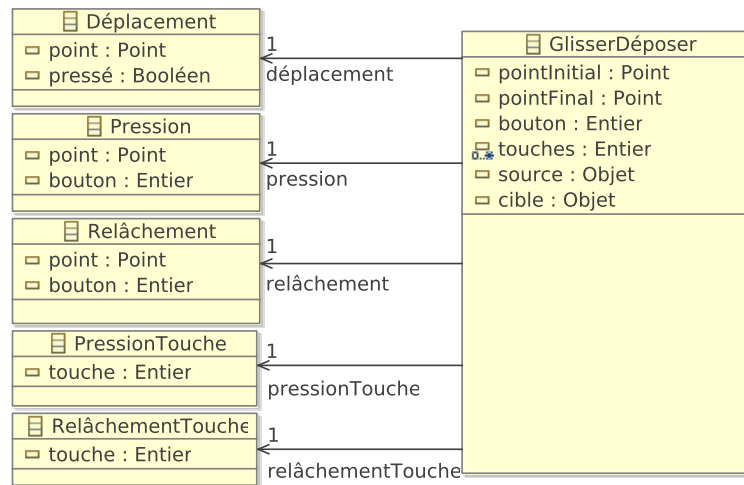 Déplacement
point : Point
pressé : Booléen
1
déplacement
Pression
point : Point
bouton : Entier
1
pression
Relâchement
point : Point
bouton : Entier
1
relâchement
PressionTouche
touche : Entier
1
pressionTouche
RelâchementTouche
touche : Entier
1
relâchementTouche
GlisserDéposer
pointInitial : Point
pointFinal : Point
bouton : Entier
0..* touches : Entier
source : Objet
cible : Objet